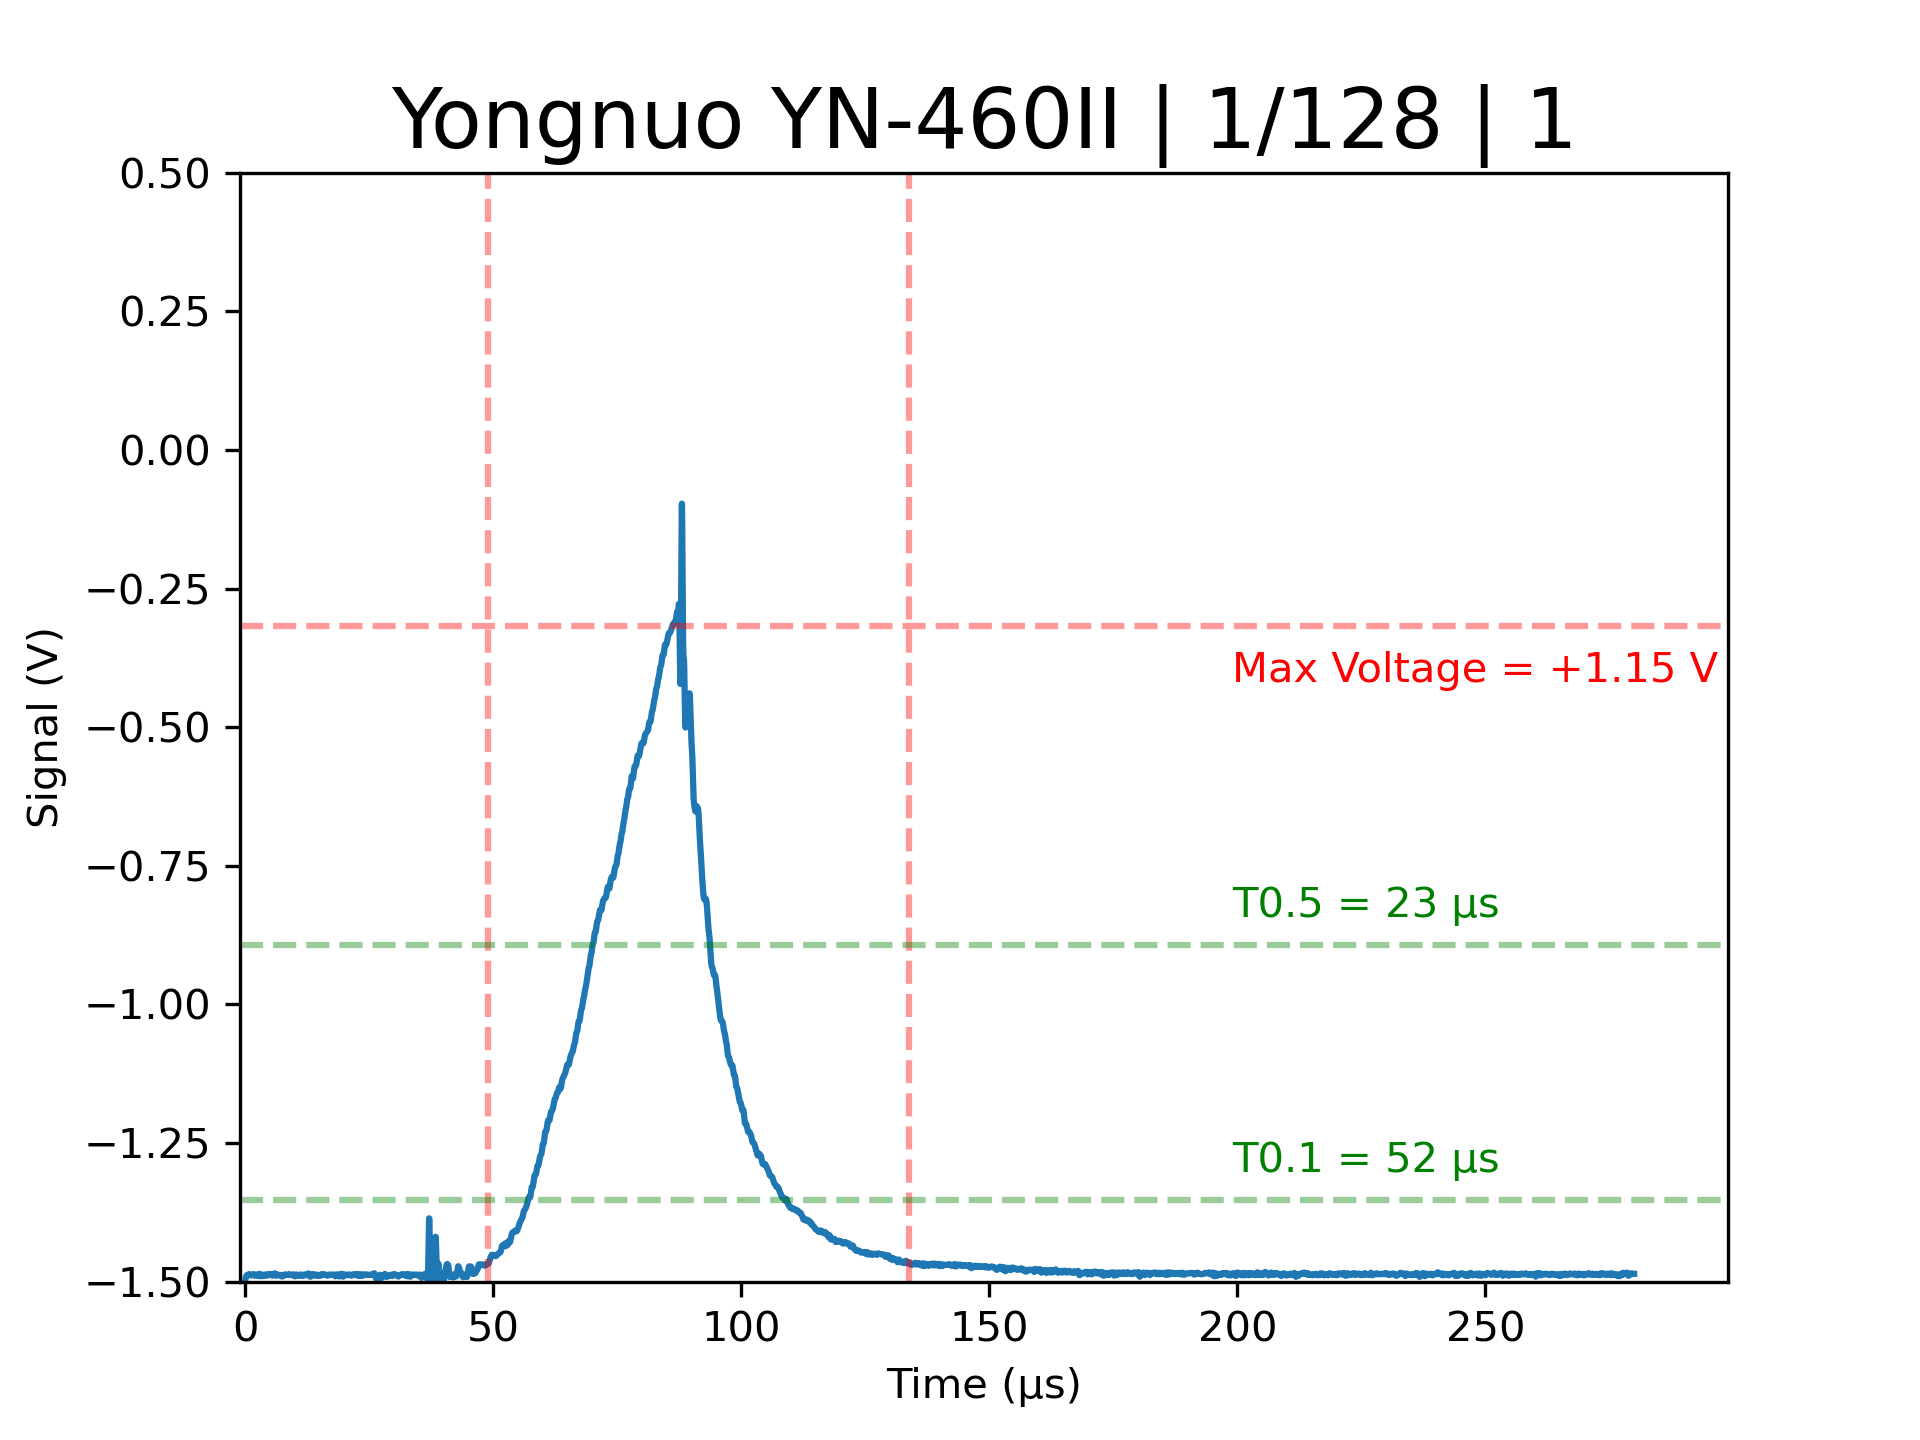 Yongnuo YN-460II | 1/128 | 1
0.50
0.25
0.00
−0.25
−0.50
−0.75
−1.00
−1.25
−1.50
Signal (V)
Max Voltage = +1.15 V
T0.5 = 23 µs
T0.1 = 52 µs
0 50 100 150 200 250
Time (µs)